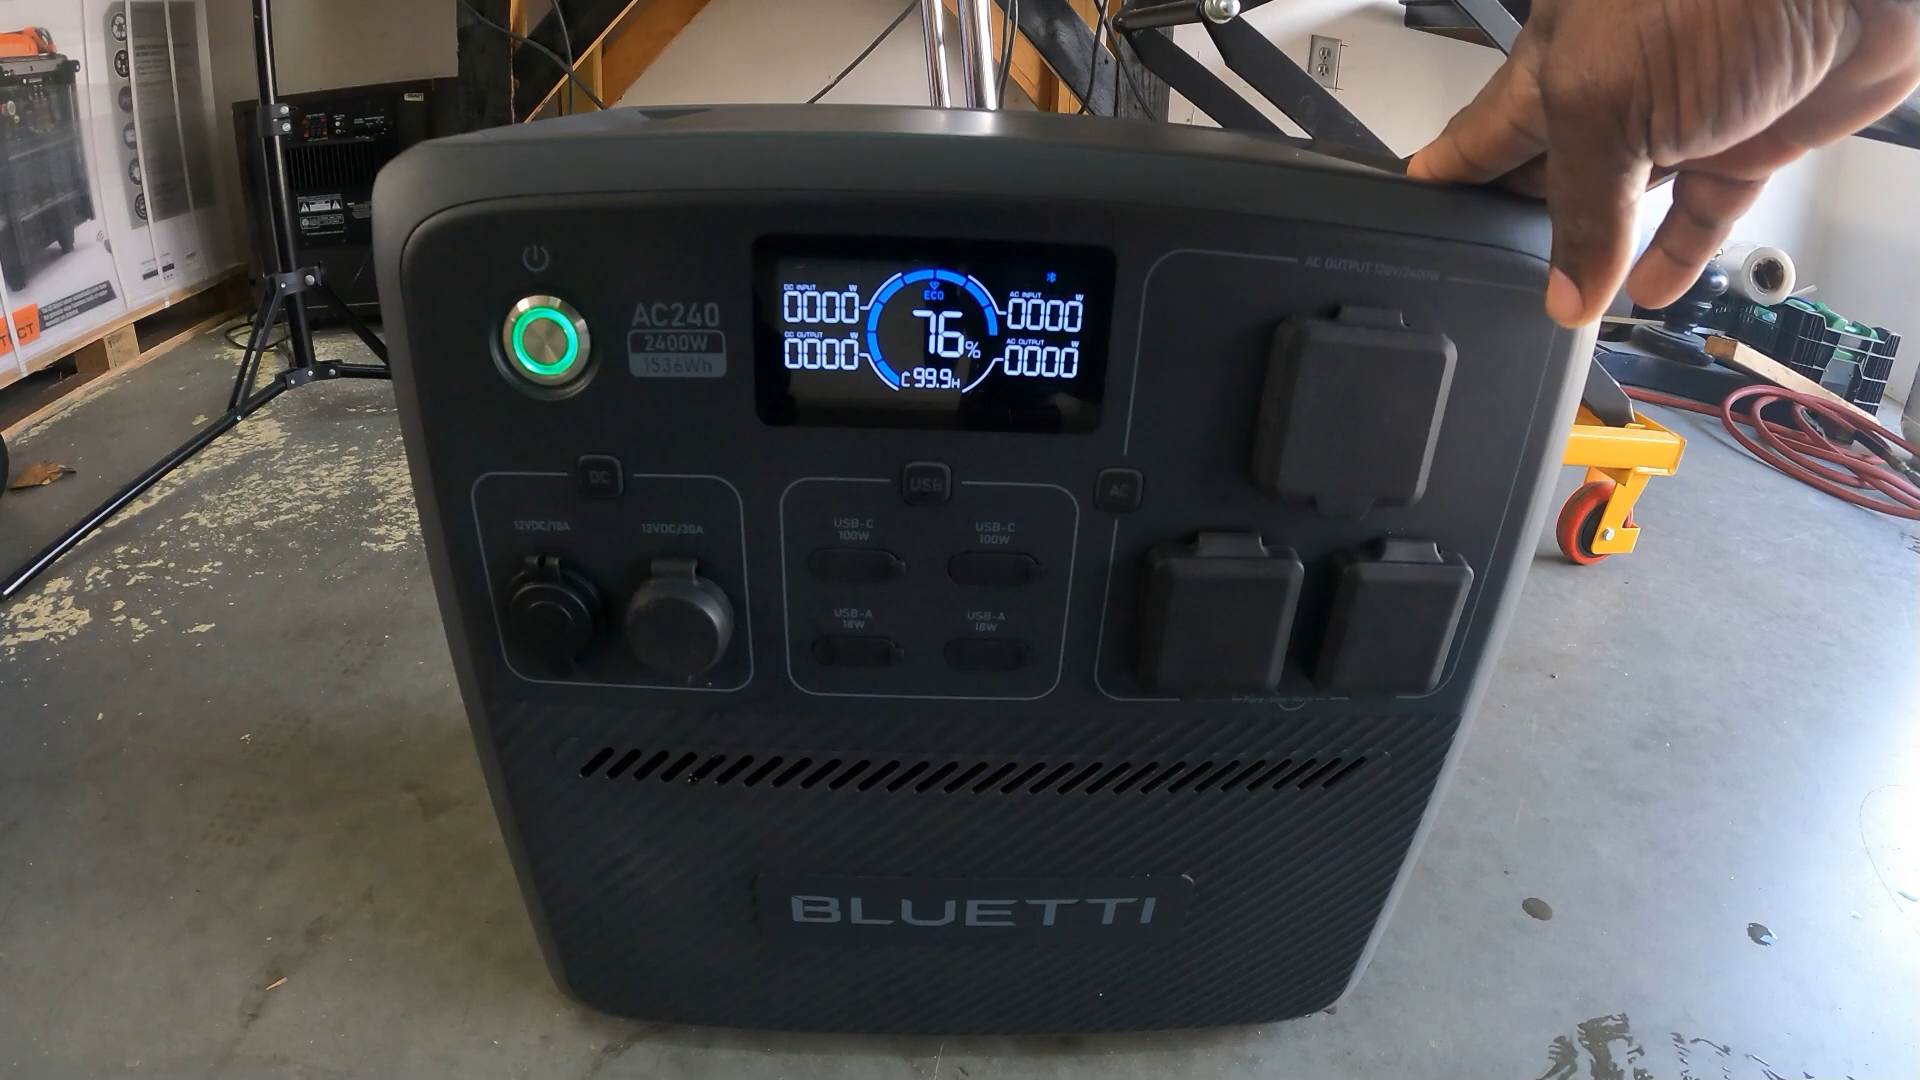 AC240
2400W
1536Wh
DC INPUT
W
0000
DC OUTPUT
W
0000
ECO
76%
99.9H
AC INPUT
W
0000
AC OUTPUT
W
0000
AC OUTPUT 120V/2400W
DC
12VDC/10A
12VDC/30A
USB
USB-C
100W
USB-C
100W
USB-A
18W
USB-A
18W
AC
BLUETTI